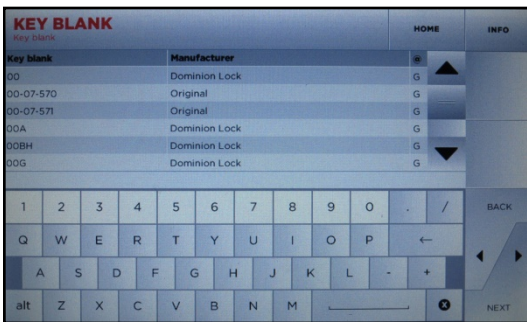 KEY BLANK
Key blank
HOME
INFO
Key blank Manufacturer
00 Dominion Lock G
00-07-570 Original G
00-07-571 Original G
00A Dominion Lock G
00BH Dominion Lock G
00G Dominion Lock G
1 2 3 4 5 6 7 8 9 0 . /
BACK
Q W E R T Y U I O P ←
A S D F G H J K L - +
alt Z X C V B N M
NEXT